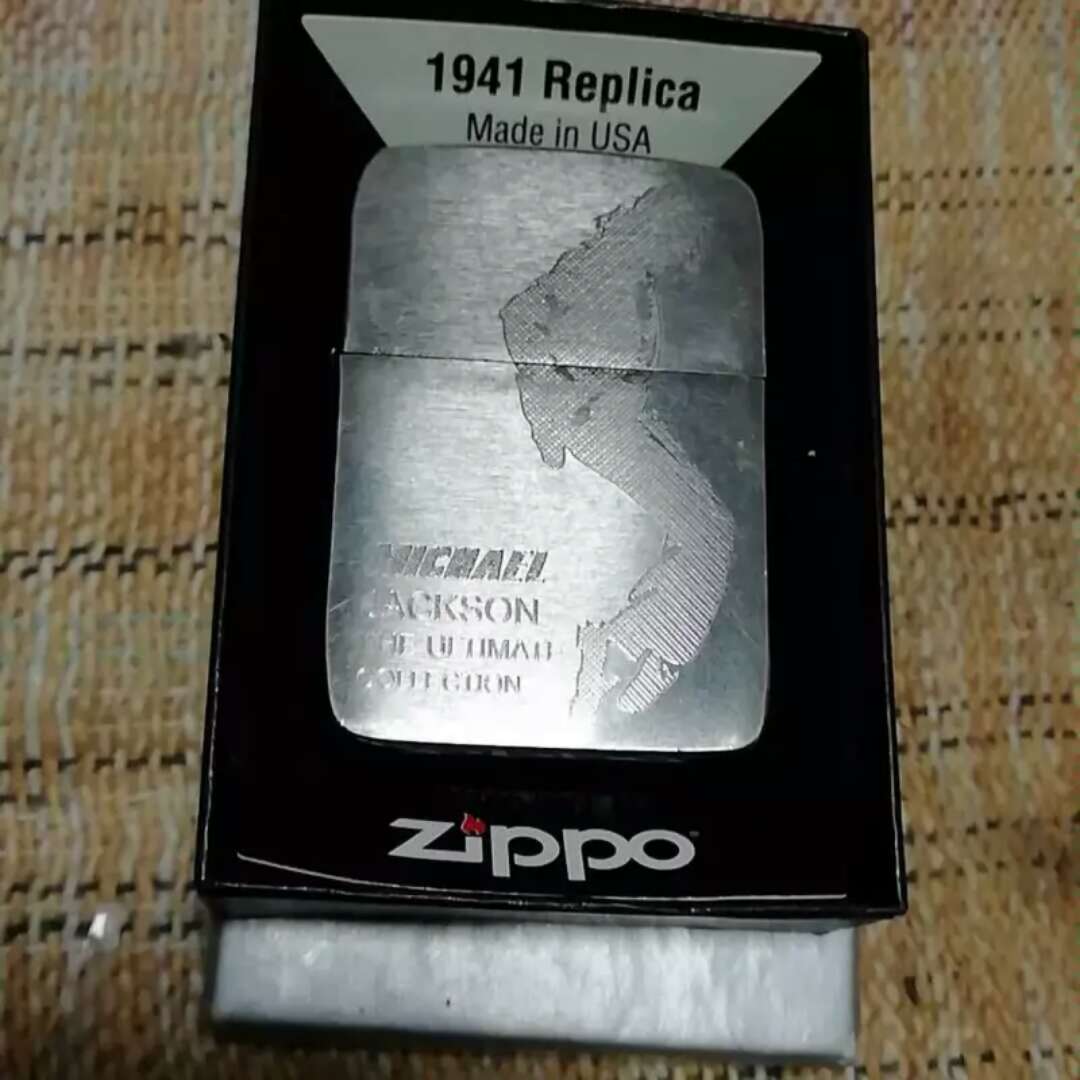 1941 Replica
Made in USA
MICHAEL
JACKSON
THE ULTIMATE
COLLECTION
zippo